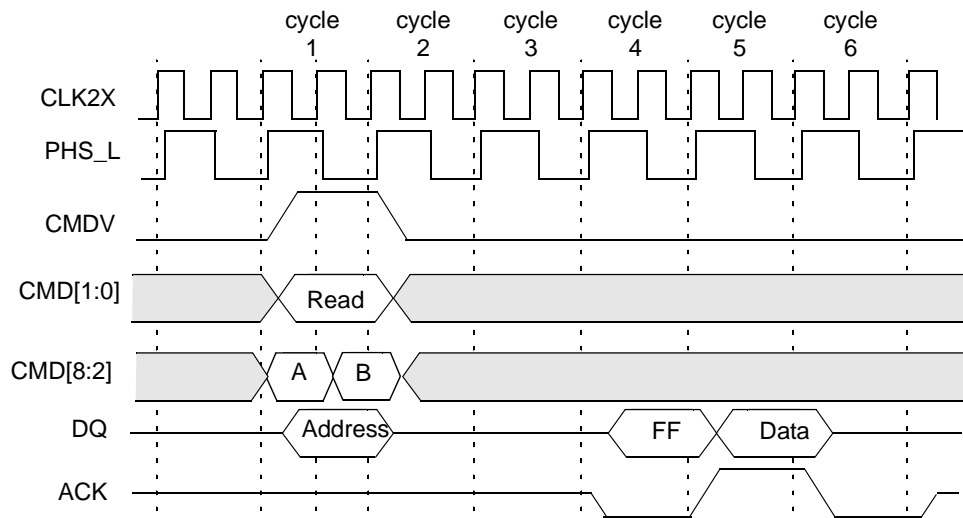 cycle cycle cycle cycle cycle cycle
1 2 3 4 5 6
CLK2X
PHS_L
CMDV
CMD[1:0] Read
CMD[8:2] A B
DQ Address FF Data
ACK